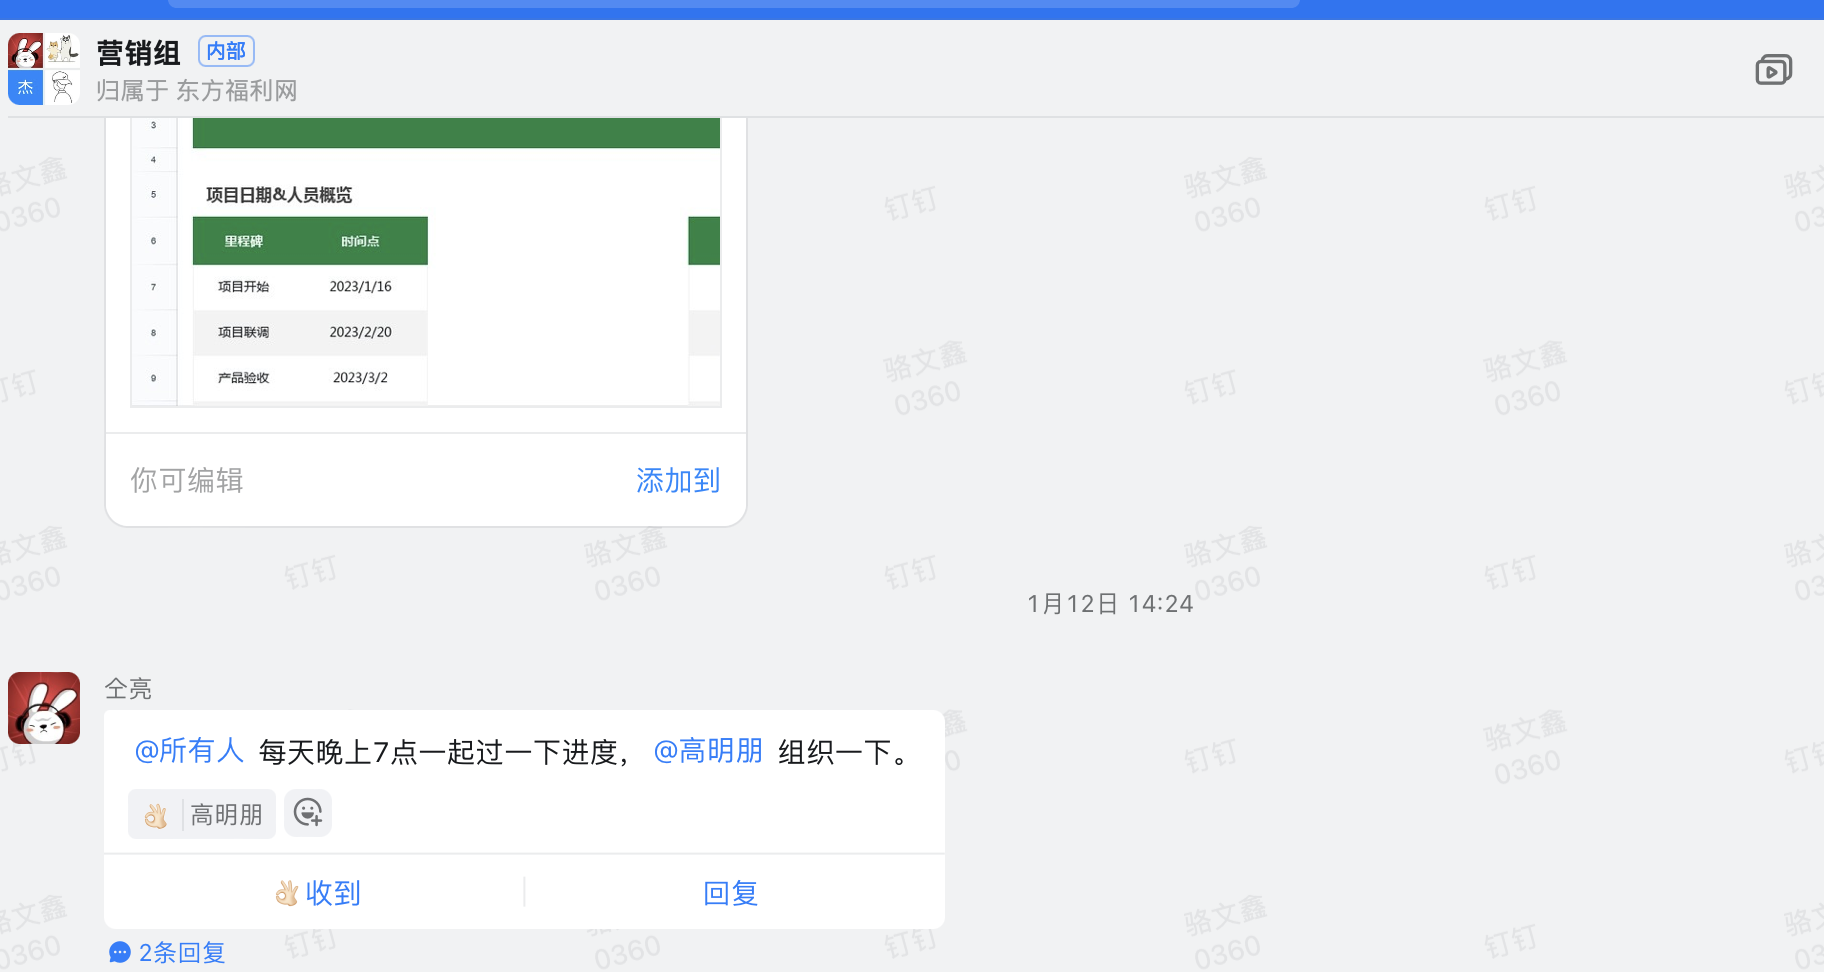 营销组 内部
杰
归属于 东方福利网
3
4
5 项目日期&人员概览
6 里程碑 时间点
7 项目开始 2023/1/16
8 项目联调 2023/2/20
9 产品验收 2023/3/2
你可编辑 添加到
1月12日 14:24
仝亮
@所有人 每天晚上7点一起过一下进度， @高明朋 组织一下。
👌🏻 高明朋
👌🏻收到 回复
2条回复
骆文鑫
0360
钉钉